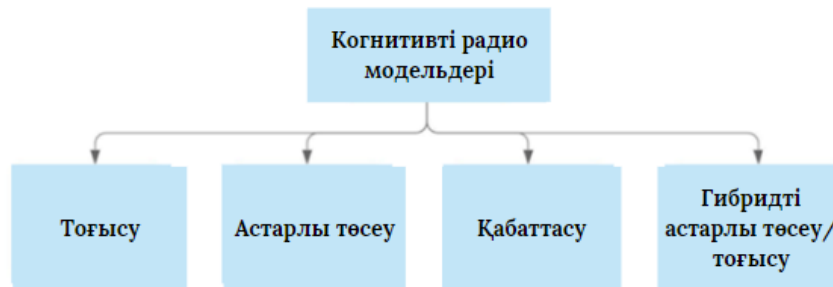 Когнитивті радио
модельдері
Тоғысу
Астарлы төсеу
Қабаттасу
Гибридті
астарлы төсеу/
тоғысу